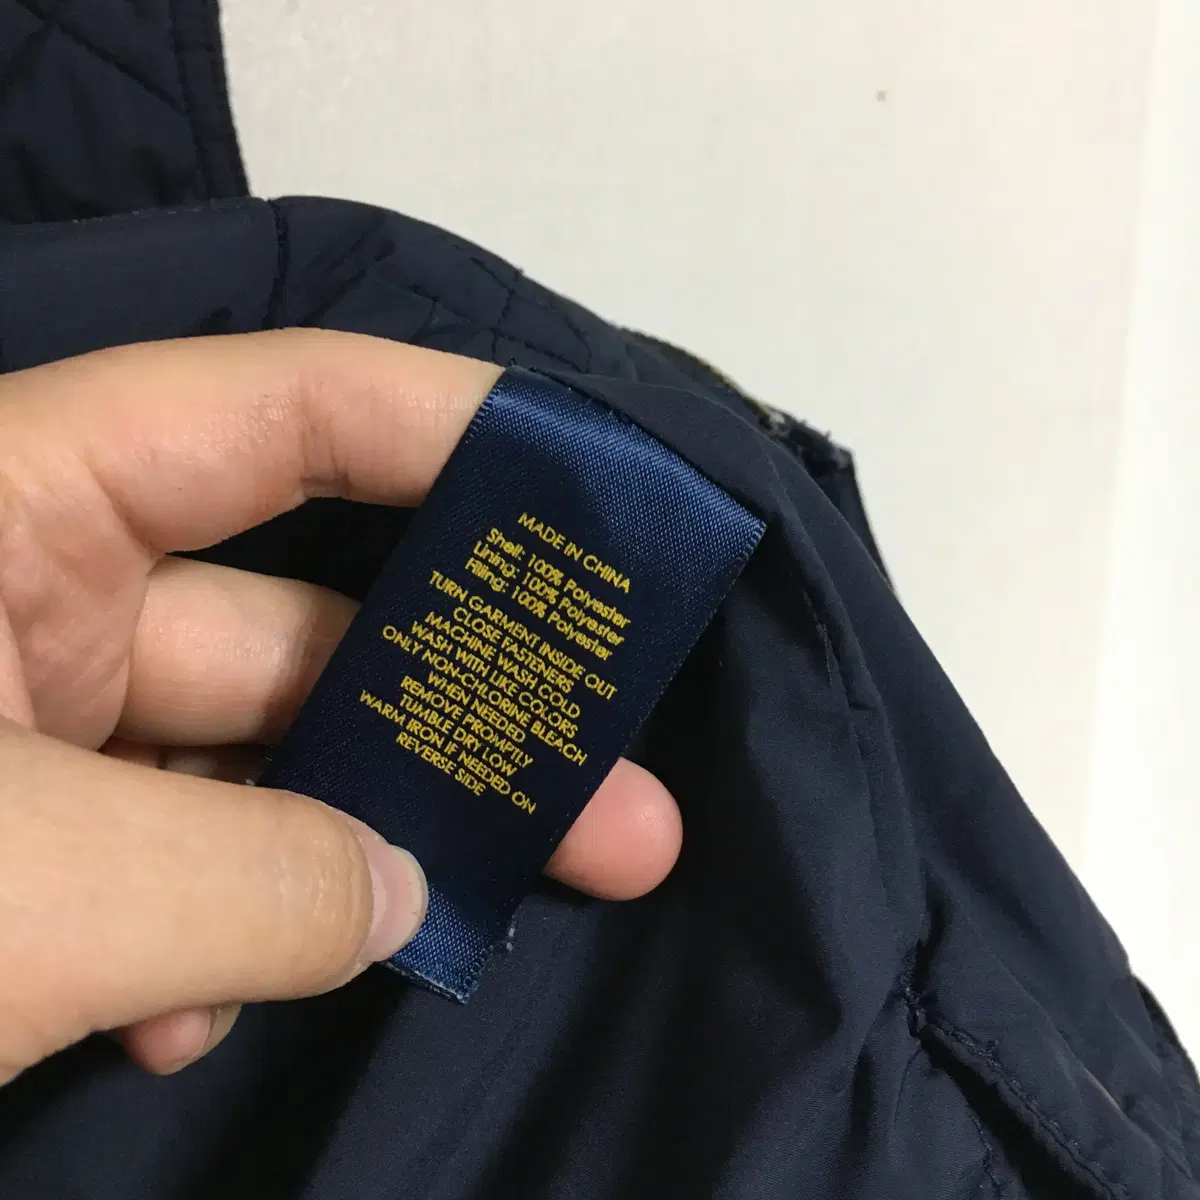 MADE IN CHINA
Shell: 100% Polyester
Lining: 100% Polyester
Filling: 100% Polyester
TURN GARMENT INSIDE OUT
CLOSE FASTENERS
MACHINE WASH COLD
WASH WITH LIKE COLORS
ONLY NON-CHLORINE BLEACH
WHEN NEEDED
REMOVE PROMPTLY
TUMBLE DRY LOW
WARM IRON IF NEEDED ON
REVERSE SIDE